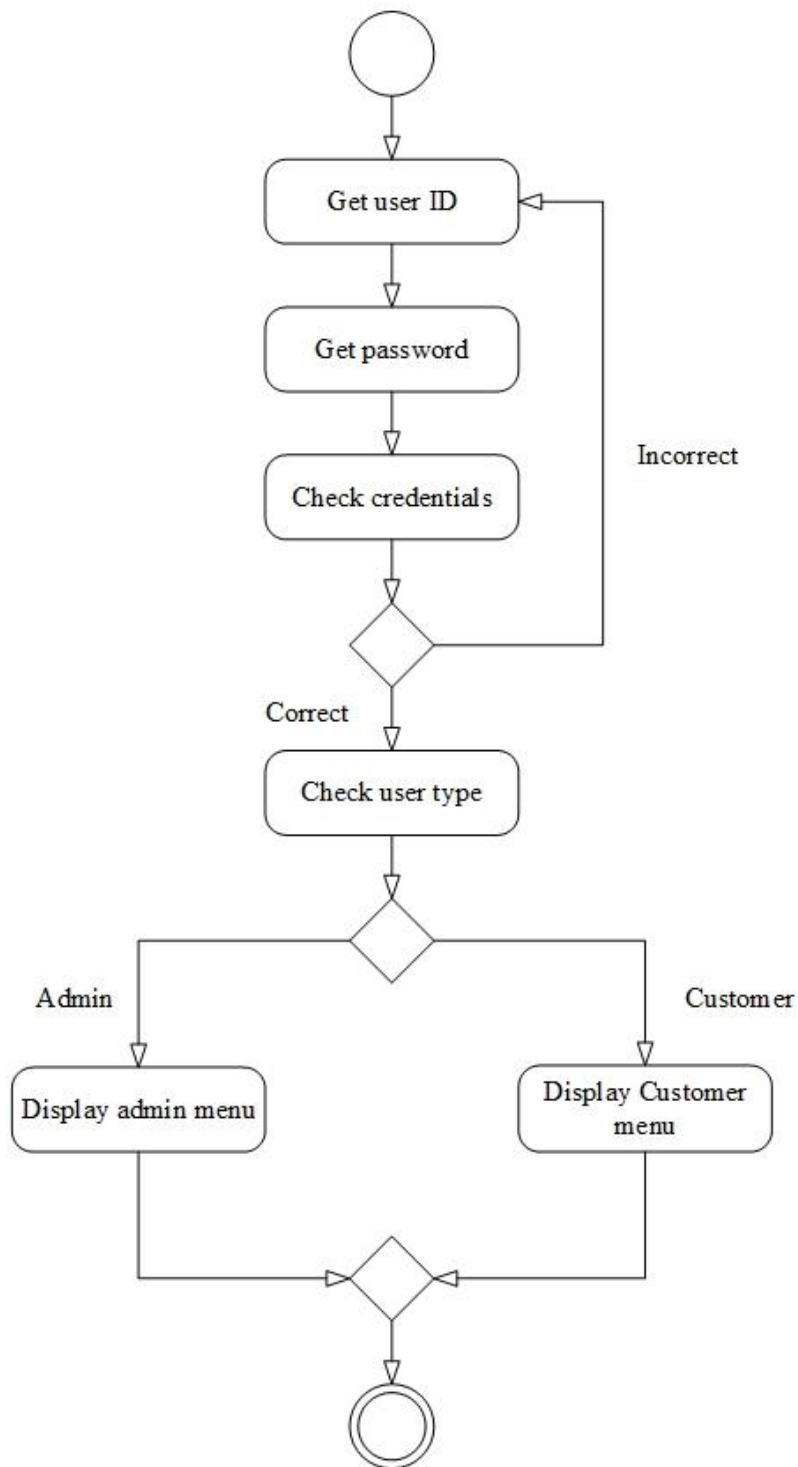 Get user ID
Get password
Incorrect
Check credentials
Correct
Check user type
Admin
Customer
Display admin menu
Display Customer
menu